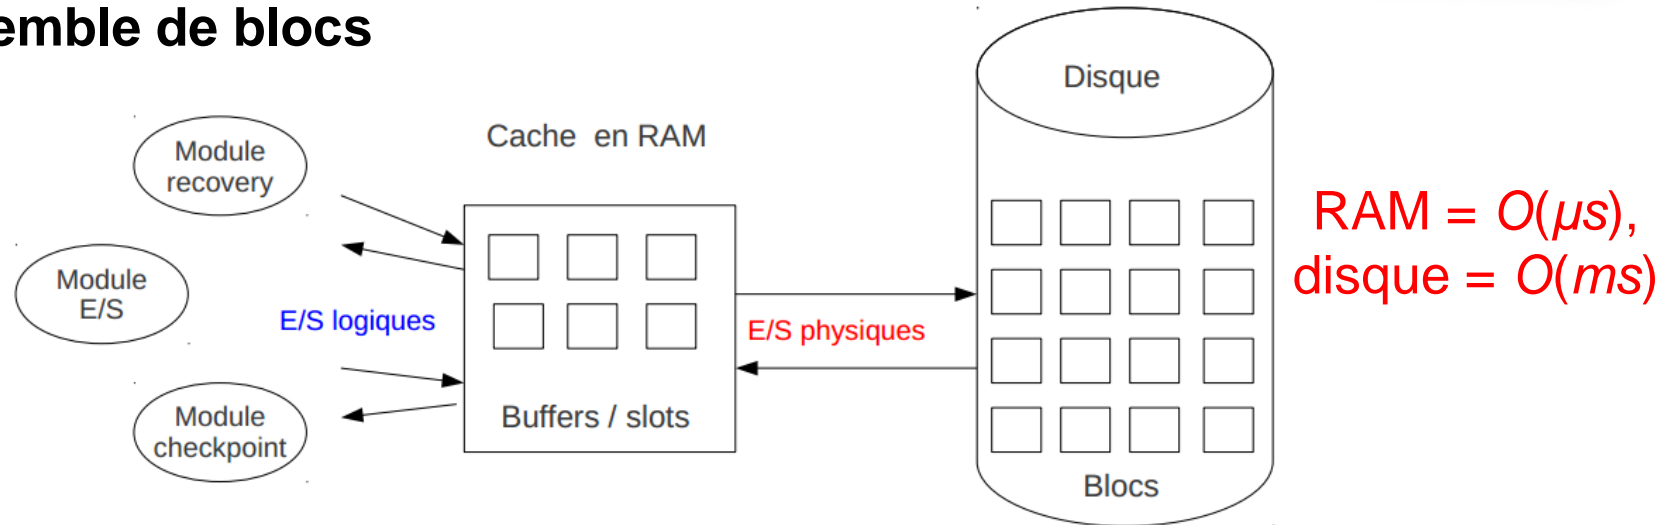 emble de blocs
Disque
Cache en RAM
Module
recovery
RAM = O(µs),
disque = O(ms)
Module
E/S
E/S logiques
E/S physiques
Module
checkpoint
Buffers / slots
Blocs